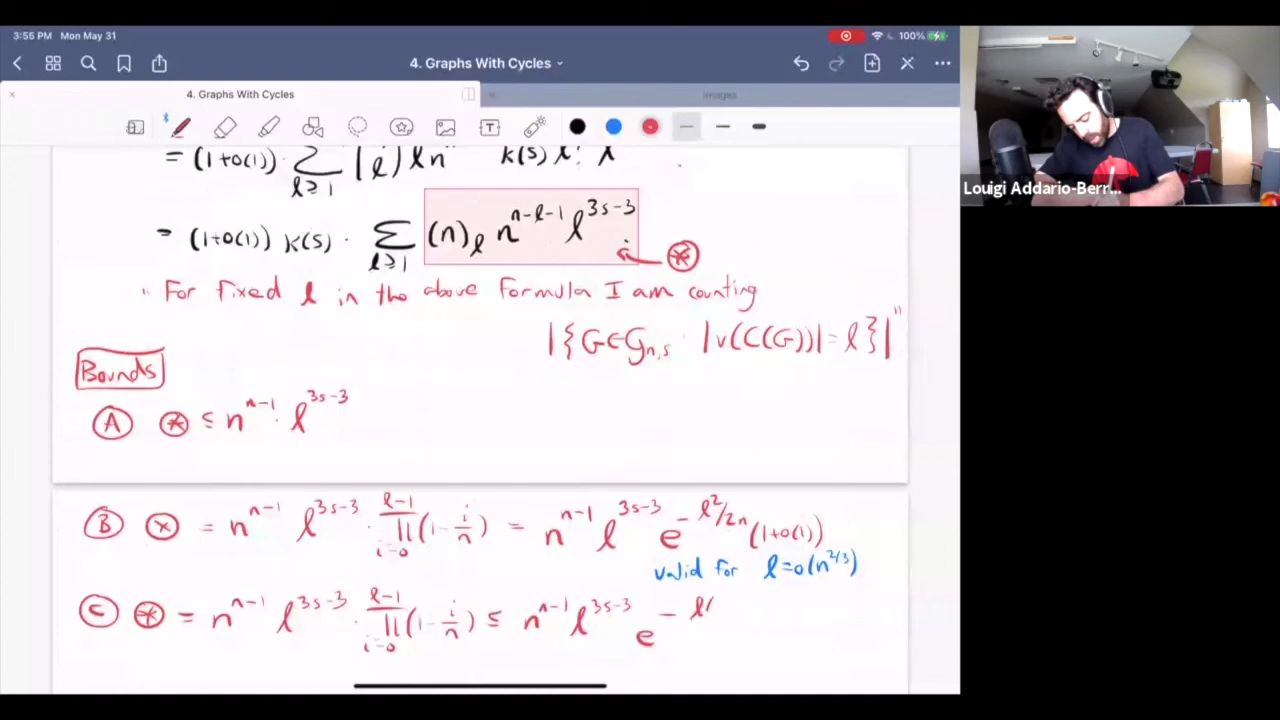 3:55 PM Mon May 31
100%
4. Graphs With Cycles
4. Graphs With Cycles
Images
= (1+o(1)) · Σ_{l≥1} (l) l n k(s) l! l
= (1+o(1)) k(s) · Σ_{l≥1} (n)_l n^{n-l-1} l^{3s-3}
⊛
" For fixed l in the above formula I am counting
|{G∈G_{n,s} : |v(C(G))| = l}| "
Bounds
Ⓐ ⊛ ≤ n^{n-1} · l^{3s-3}
Ⓑ ⊛ = n^{n-1} l^{3s-3} · ∏_{i=0}^{l-1} (1 - i/n) = n^{n-1} l^{3s-3} e^{-l²/2n} (1+o(1))
valid for l=o(n^{2/3})
Ⓒ ⊛ = n^{n-1} l^{3s-3} · ∏_{i=0}^{l-1} (1 - i/n) ≤ n^{n-1} l^{3s-3} e^{- l(
Louigi Addario-Berr...